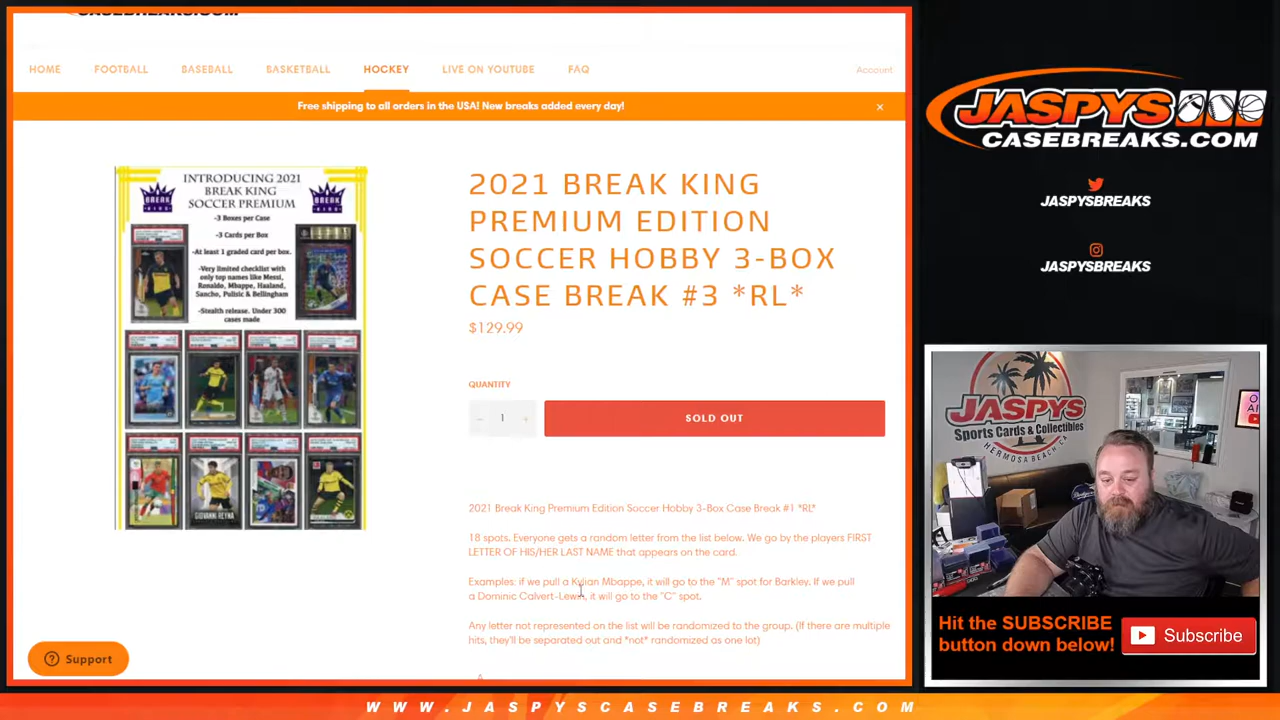 HOME FOOTBALL BASEBALL BASKETBALL HOCKEY LIVE ON YOUTUBE FAQ Account
Free shipping to all orders in the USA! New breaks added every day! ×
INTRODUCING 2021
BREAK KING
SOCCER PREMIUM
BREAK
KING
BREAK
KING
-3 Boxes per Case
-3 Cards per Box
-At least 1 graded card per box.
-Very limited checklist with
only top names like Messi,
Ronaldo, Mbappe, Haaland,
Sancho, Pulisic & Bellingham
-Stealth release. Under 300
cases made
GIOVANNI REYNA
2021 BREAK KING
PREMIUM EDITION
SOCCER HOBBY 3-BOX
CASE BREAK #3 *RL*
$129.99
QUANTITY
− 1 +
SOLD OUT
2021 Break King Premium Edition Soccer Hobby 3-Box Case Break #1 *RL*
18 spots. Everyone gets a random letter from the list below. We go by the players FIRST
LETTER OF HIS/HER LAST NAME that appears on the card.
Examples: if we pull a Kylian Mbappe, it will go to the "M" spot for Barkley. If we pull
a Dominic Calvert-Lewis, it will go to the "C" spot.
Any letter not represented on the list will be randomized to the group. (If there are multiple
hits, they'll be separated out and *not* randomized as one lot)
A
Support
JASPYS
CASEBREAKS.COM
JASPYSBREAKS
JASPYSBREAKS
JASPYS
Sports Cards & Collectibles
HERMOSA BEACH CA
Hit the SUBSCRIBE
button down below!
Subscribe
WWW.JASPYSCASEBREAKS.COM